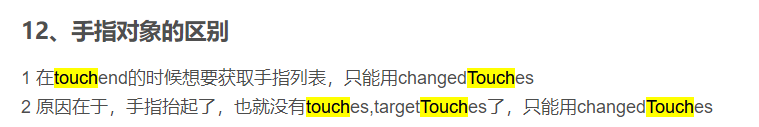 12、手指对象的区别
1 在touchend的时候想要获取手指列表，只能用changedTouches
2 原因在于，手指抬起了，也就没有touches,targetTouches了，只能用changedTouches